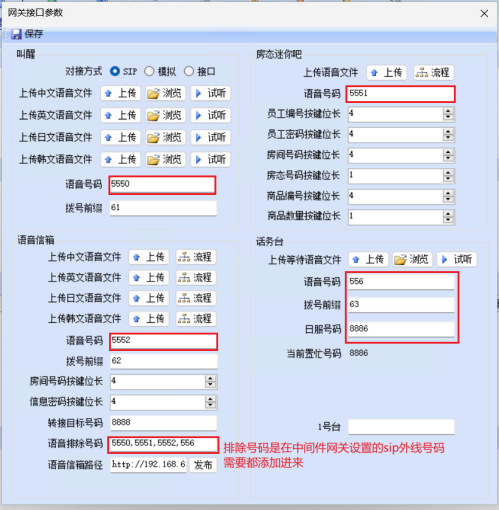 网关接口参数
保存
叫醒
对接方式 SIP 模拟 接口
上传中文语音文件 上传 浏览 试听
上传英文语音文件 上传 浏览 试听
上传日文语音文件 上传 浏览 试听
上传韩文语音文件 上传 浏览 试听
语音号码 5550
拨号前缀 61
语音信箱
上传中文语音文件 上传 流程
上传英文语音文件 上传 流程
上传日文语音文件 上传 流程
上传韩文语音文件 上传 流程
语音号码 5552
拨号前缀 62
房间号码按键位长 4
信息密码按键位长 4
转接目标号码 8888
语音排除号码 5550,5551,5552,556
语音信箱路径 http://192.168.6 发布
房态迷你吧
上传语音文件 上传 流程
语音号码 5551
员工编号按键位长 4
员工密码按键位长 4
房间号码按键位长 4
房态号码按键位长 1
商品编号按键位长 4
商品数量按键位长 1
话务台
上传等待语音文件 上传 浏览 试听
语音号码 556
拨号前缀 63
日服号码 8886
当前置忙号码 8886
1号台
排除号码是在中间件网关设置的sip外线号码
需要都添加进来